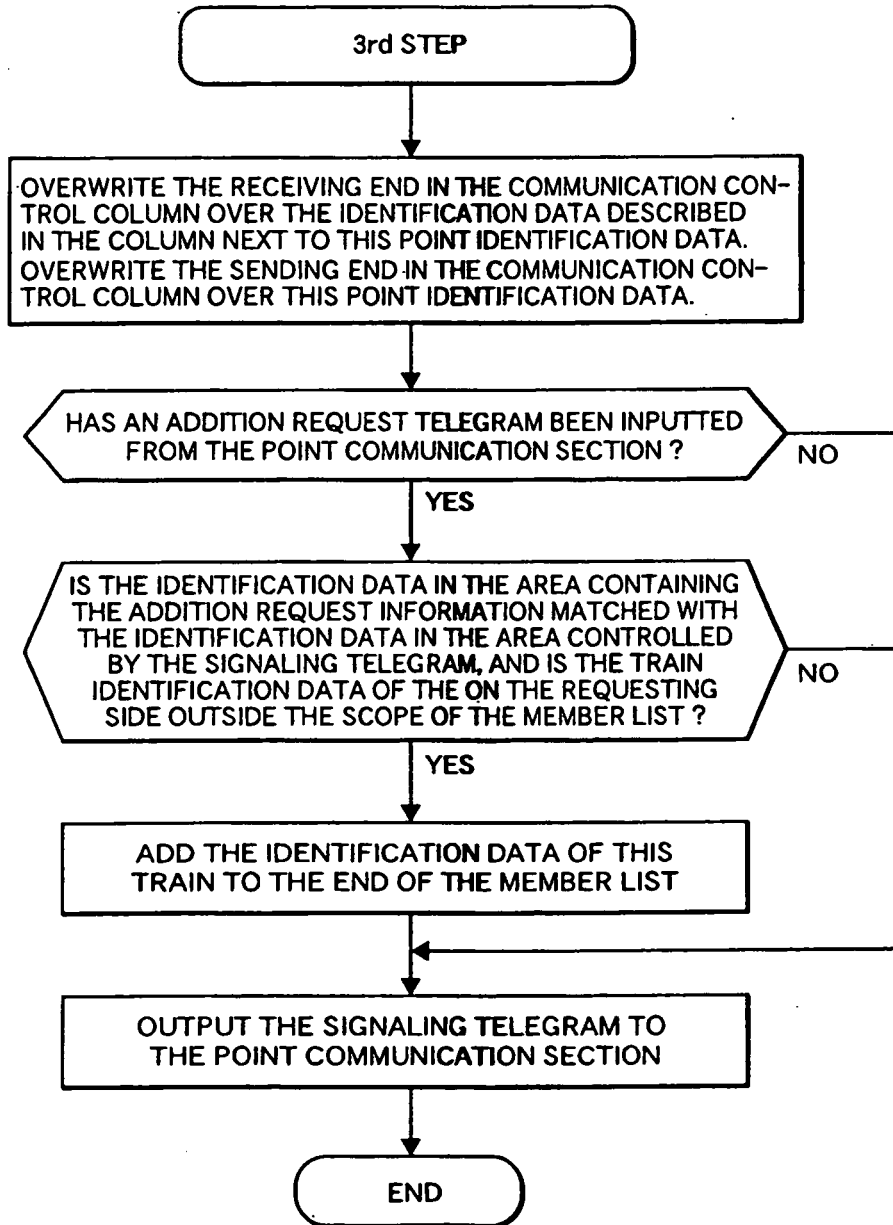 3rd STEP
OVERWRITE THE RECEIVING END IN THE COMMUNICATION CON-
TROL COLUMN OVER THE IDENTIFICATION DATA DESCRIBED
IN THE COLUMN NEXT TO THIS POINT IDENTIFICATION DATA.
OVERWRITE THE SENDING END IN THE COMMUNICATION CON-
TROL COLUMN OVER THIS POINT IDENTIFICATION DATA.
HAS AN ADDITION REQUEST TELEGRAM BEEN INPUTTED
FROM THE POINT COMMUNICATION SECTION ?
NO
YES
IS THE IDENTIFICATION DATA IN THE AREA CONTAINING
THE ADDITION REQUEST INFORMATION MATCHED WITH
THE IDENTIFICATION DATA IN THE AREA CONTROLLED
BY THE SIGNALING TELEGRAM, AND IS THE TRAIN
IDENTIFICATION DATA OF THE ON THE REQUESTING
SIDE OUTSIDE THE SCOPE OF THE MEMBER LIST ?
NO
YES
ADD THE IDENTIFICATION DATA OF THIS
TRAIN TO THE END OF THE MEMBER LIST
OUTPUT THE SIGNALING TELEGRAM TO
THE POINT COMMUNICATION SECTION
END